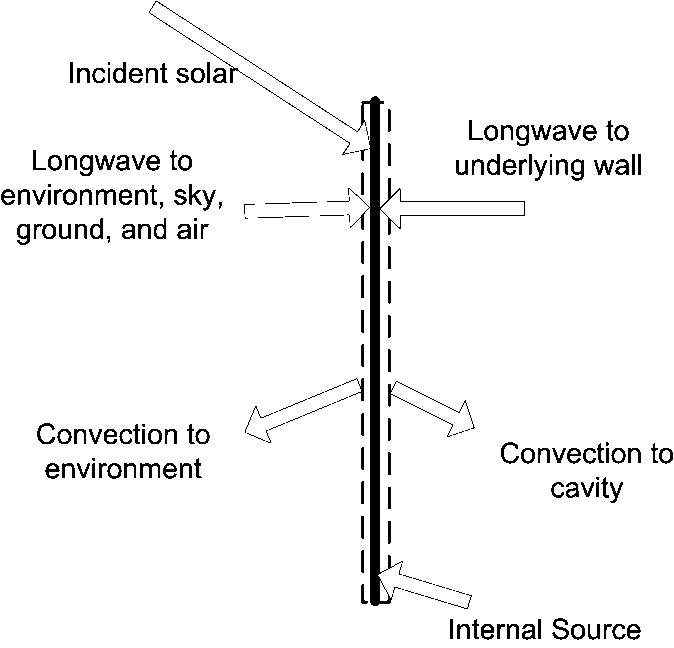 Incident solar
Longwave to
underlying wall
Longwave to
environment, sky,
ground, and air
Convection to
environment
Convection to
cavity
Internal Source